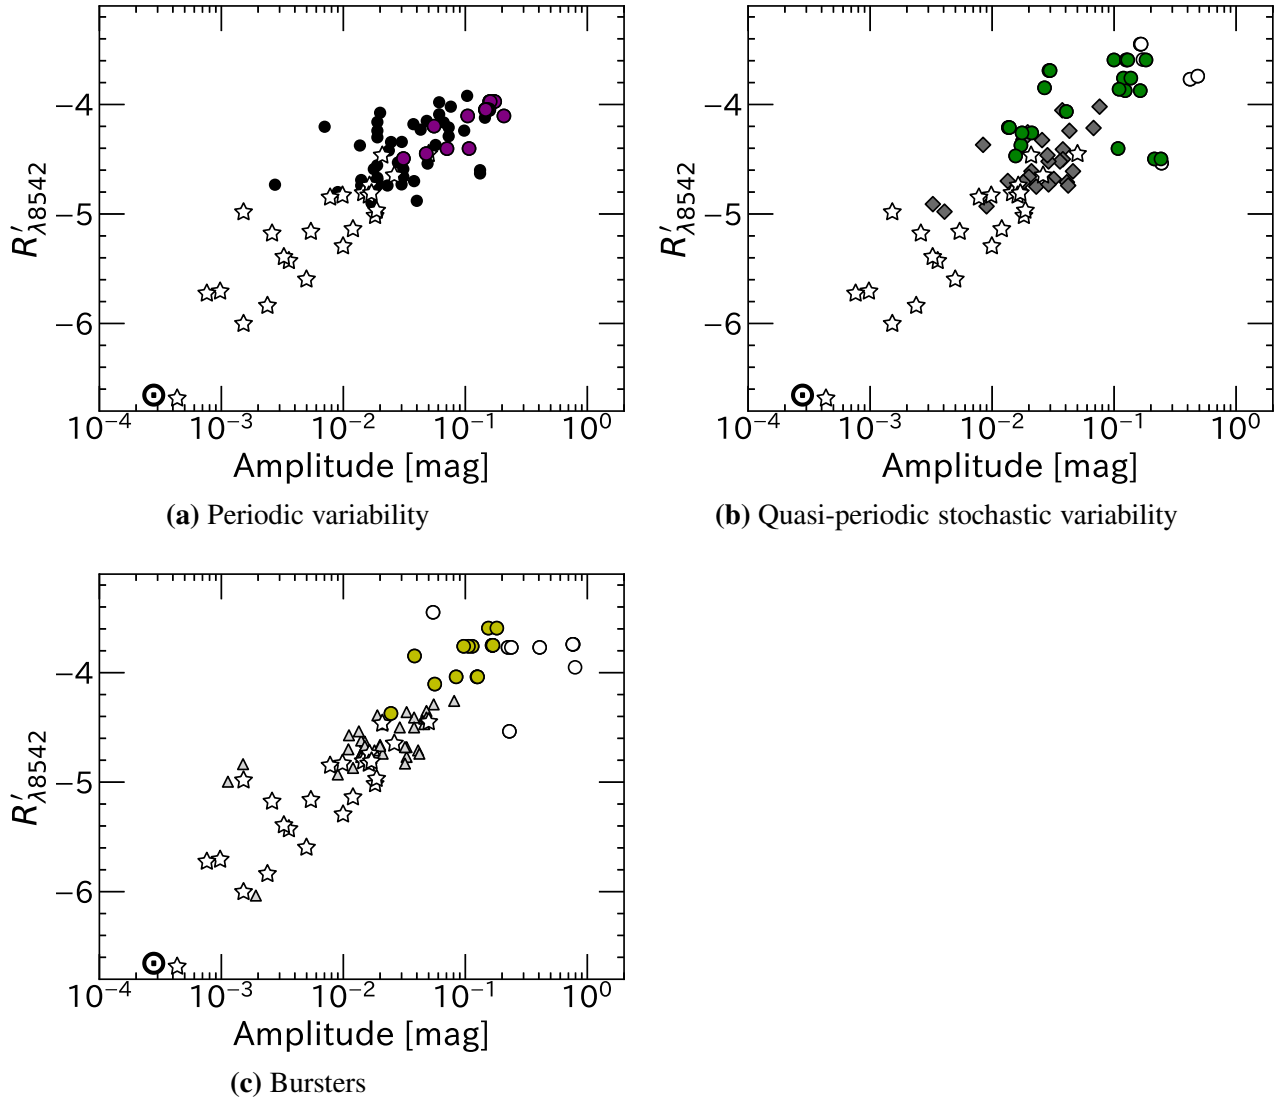 −4
−5
−6
R′λ8542
10⁻⁴ 10⁻³ 10⁻² 10⁻¹ 10⁰
Amplitude [mag]
(a) Periodic variability
−4
−5
−6
R′λ8542
10⁻⁴ 10⁻³ 10⁻² 10⁻¹ 10⁰
Amplitude [mag]
(b) Quasi-periodic stochastic variability
−4
−5
−6
R′λ8542
10⁻⁴ 10⁻³ 10⁻² 10⁻¹ 10⁰
Amplitude [mag]
(c) Bursters